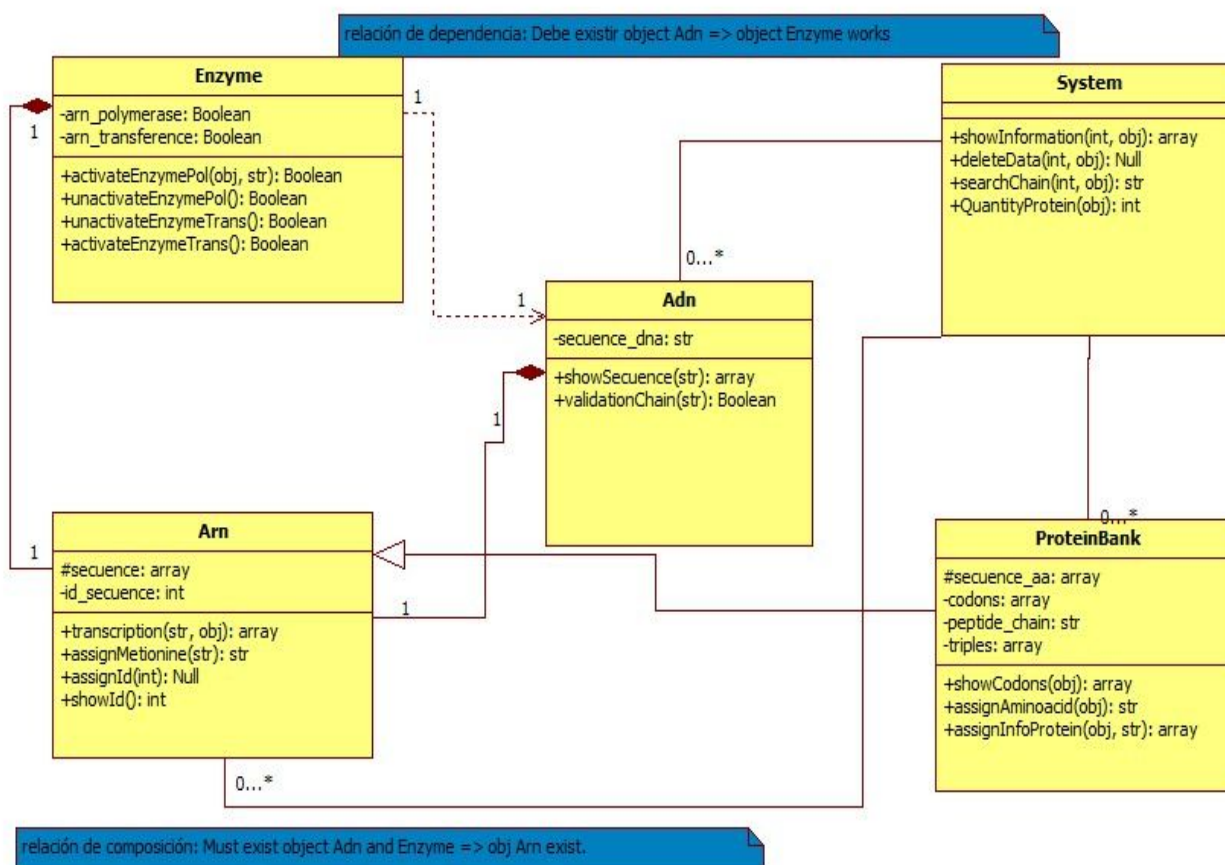 relación de dependencia: Debe existir object Adn => object Enzyme works
Enzyme
-arn_polymerase: Boolean
-arn_transference: Boolean
+activateEnzymePol(obj, str): Boolean
+unactivateEnzymePol(): Boolean
+unactivateEnzymeTrans(): Boolean
+activateEnzymeTrans(): Boolean
1
1
System
+showInformation(int, obj): array
+deleteData(int, obj): Null
+searchChain(int, obj): str
+QuantityProtein(obj): int
0...*
1
Adn
-secuence_dna: str
+showSecuence(str): array
+validationChain(str): Boolean
1
Arn
#secuence: array
-id_secuence: int
+transcription(str, obj): array
+assignMetionine(str): str
+assignId(int): Null
+showId(): int
1
1
0...*
0...*
ProteinBank
#secuence_aa: array
-codons: array
-peptide_chain: str
-triples: array
+showCodons(obj): array
+assignAminoacid(obj): str
+assignInfoProtein(obj, str): array
relación de composición: Must exist object Adn and Enzyme => obj Arn exist.